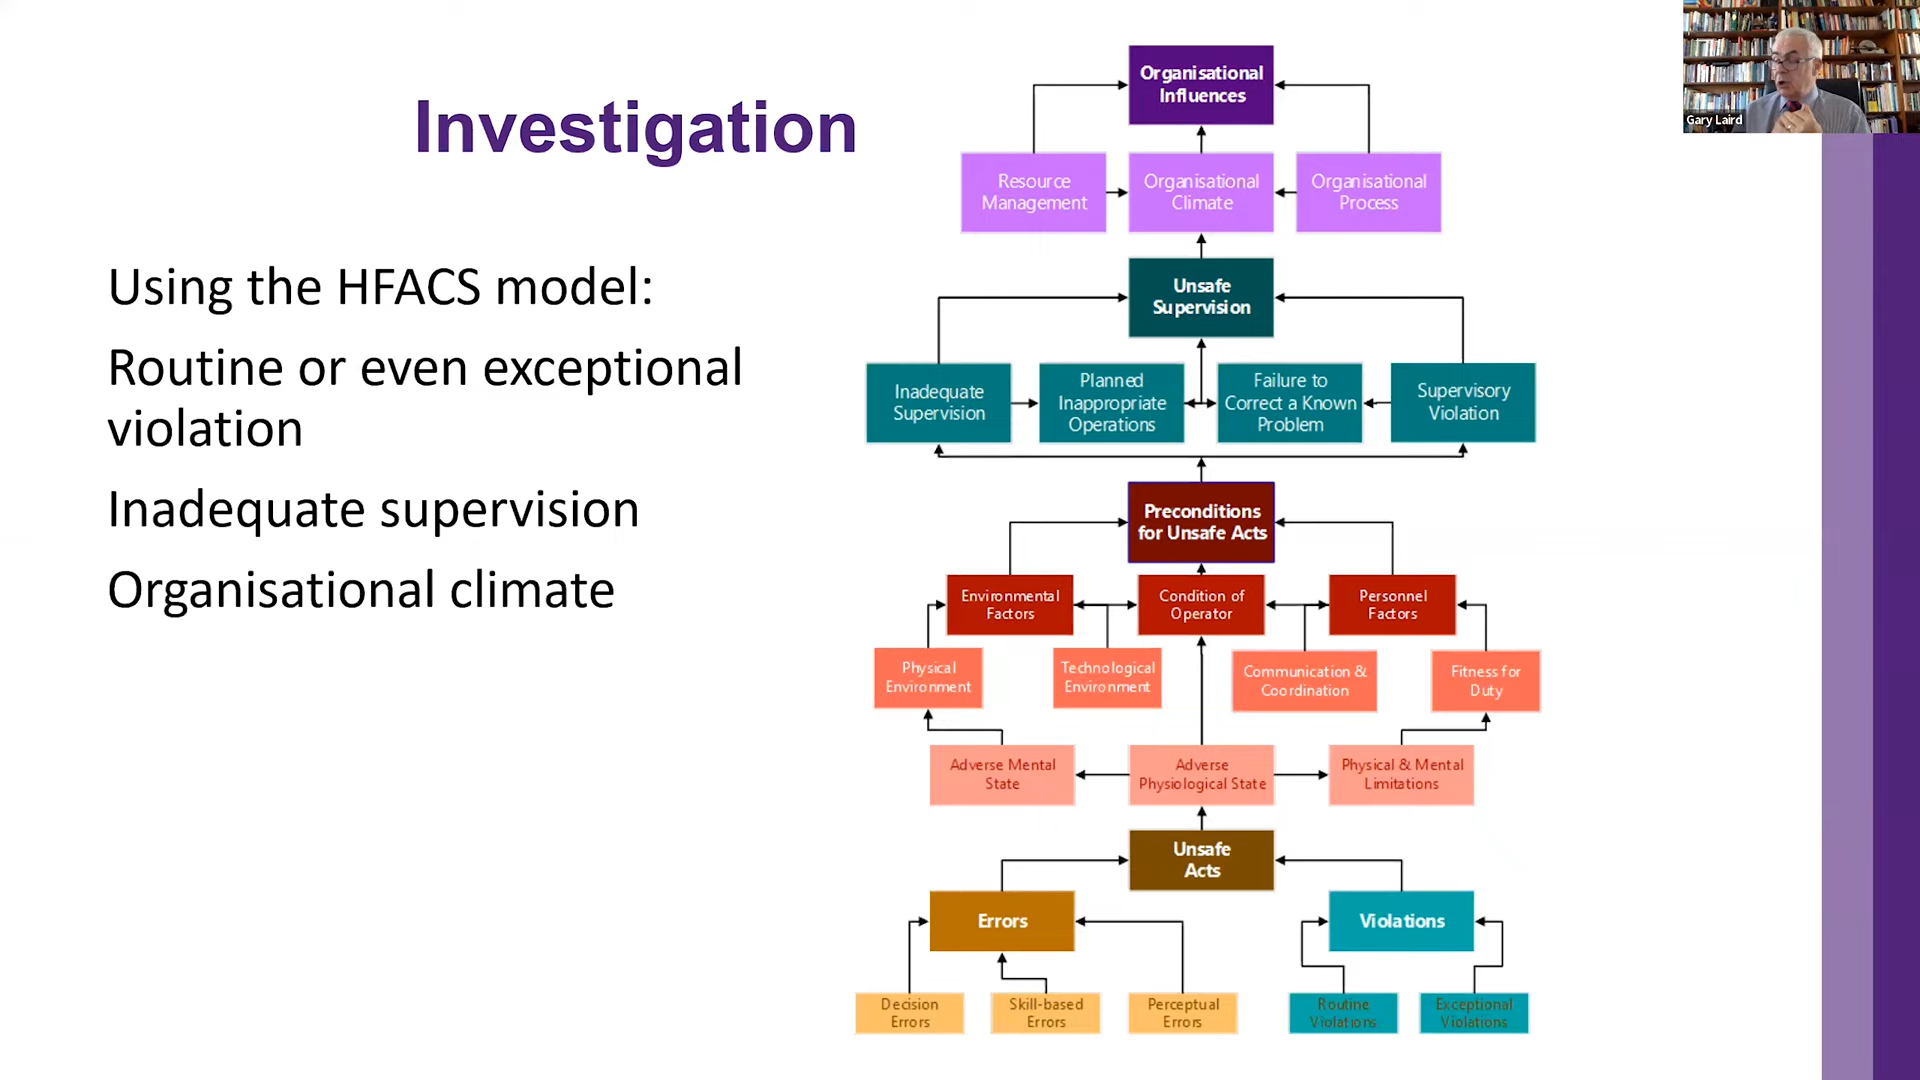 Investigation
Using the HFACS model:
Routine or even exceptional
violation
Inadequate supervision
Organisational climate
Organisational
Influences
Resource
Management
Organisational
Climate
Organisational
Process
Unsafe
Supervision
Inadequate
Supervision
Planned
Inappropriate
Operations
Failure to
Correct a Known
Problem
Supervisory
Violation
Preconditions
for Unsafe Acts
Environmental
Factors
Condition of
Operator
Personnel
Factors
Physical
Environment
Technological
Environment
Communication &
Coordination
Fitness for
Duty
Adverse Mental
State
Adverse
Physiological State
Physical & Mental
Limitations
Unsafe
Acts
Errors
Violations
Decision
Errors
Skill-based
Errors
Perceptual
Errors
Routine
Violations
Exceptional
Violations
Gary Laird